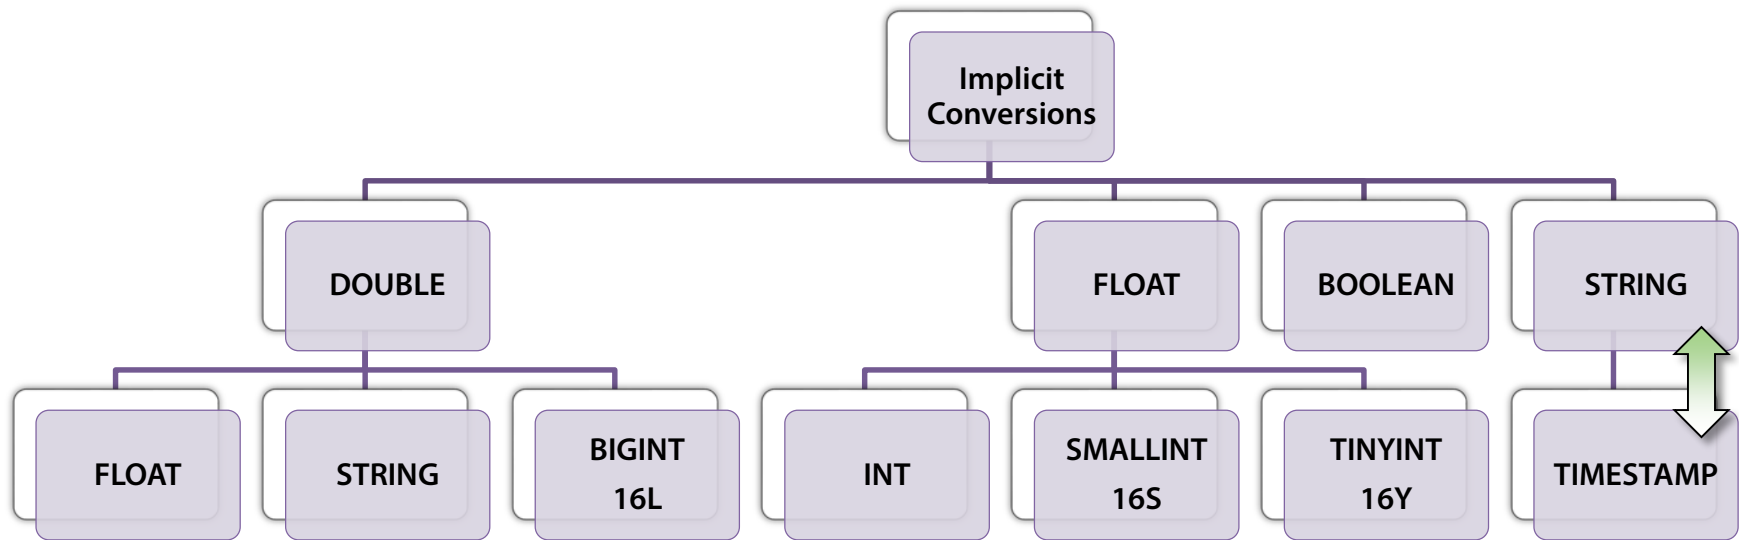 Implicit
Conversions
DOUBLE
FLOAT
BOOLEAN
STRING
FLOAT
STRING
BIGINT
16L
INT
SMALLINT
16S
TINYINT
16Y
TIMESTAMP